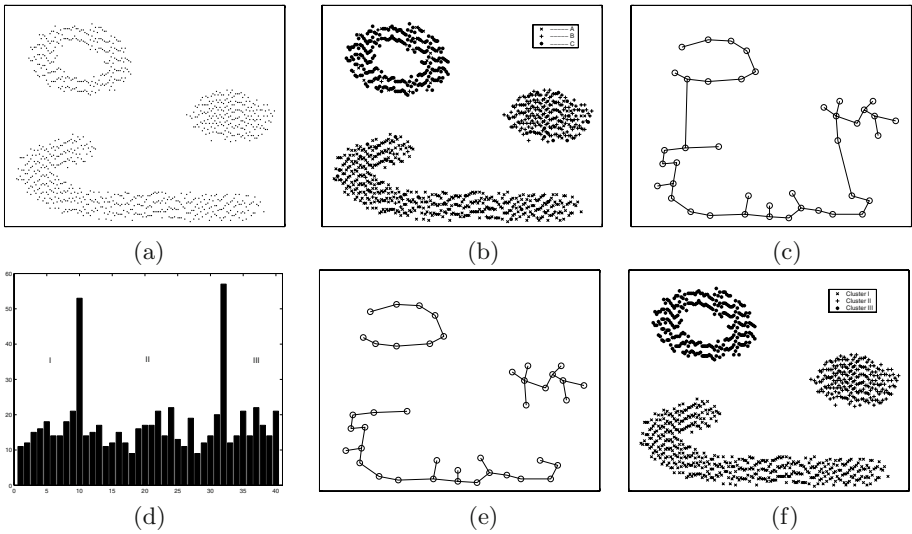 A
B
C
(a)
(b)
(c)
60
50
40
30
20
10
0
I
II
III
0
5
10
15
20
25
30
35
40
Cluster I
Cluster II
Cluster III
(d)
(e)
(f)